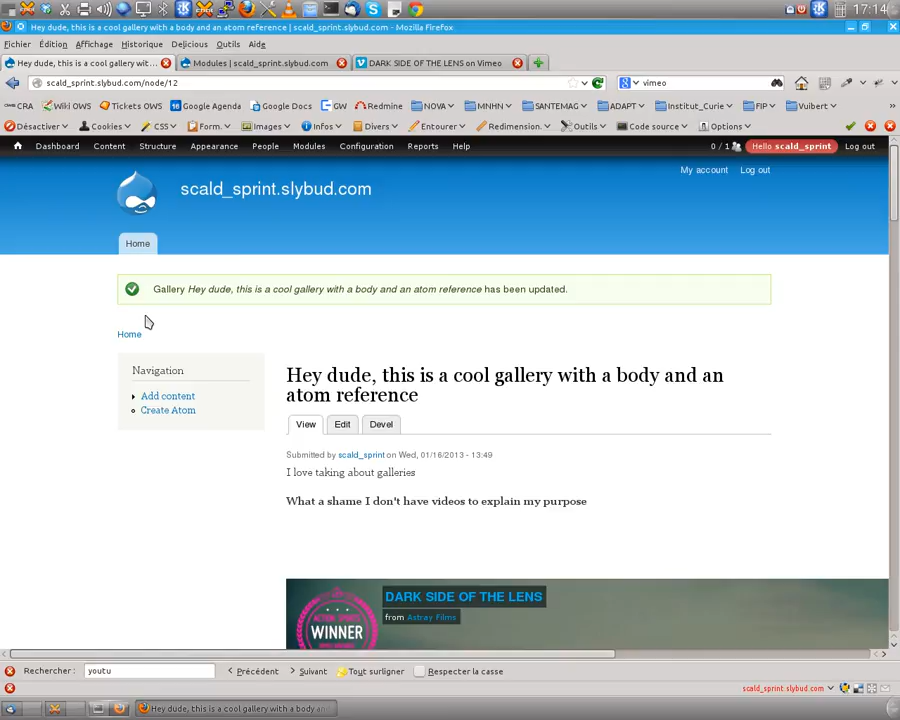 17:14
Hey dude, this is a cool gallery with a body and an atom reference | scald_sprint.slybud.com - Mozilla Firefox
Fichier Édition Affichage Historique Delicious Outils Aide
Hey dude, this is a cool gallery wit... Modules | scald_sprint.slybud.com DARK SIDE OF THE LENS on Vimeo
scald_sprint.slybud.com/node/12 vimeo
CRA Wiki OWS Tickets OWS Google Agenda Google Docs GW Redmine NOVA MNHN SANTEMAG ADAPT Institut_Curie FIP Vuibert
Désactiver Cookies CSS Form. Images Infos Divers Entourer Redimension. Outils Code source Options
Dashboard Content Structure Appearance People Modules Configuration Reports Help 0 / 1 Hello scald_sprint Log out
My account Log out
scald_sprint.slybud.com
Home
Gallery Hey dude, this is a cool gallery with a body and an atom reference has been updated.
Home
Navigation
Add content
Create Atom
Hey dude, this is a cool gallery with a body and an
atom reference
View Edit Devel
Submitted by scald_sprint on Wed, 01/16/2013 - 13:49
I love taking about galleries
What a shame I don't have videos to explain my purpose
DARK SIDE OF THE LENS
from Astray Films
WINNER
Rechercher : youtu Précédent Suivant Tout surligner Respecter la casse
scald_sprint.slybud.com
Hey dude, this is a cool gallery with a body an